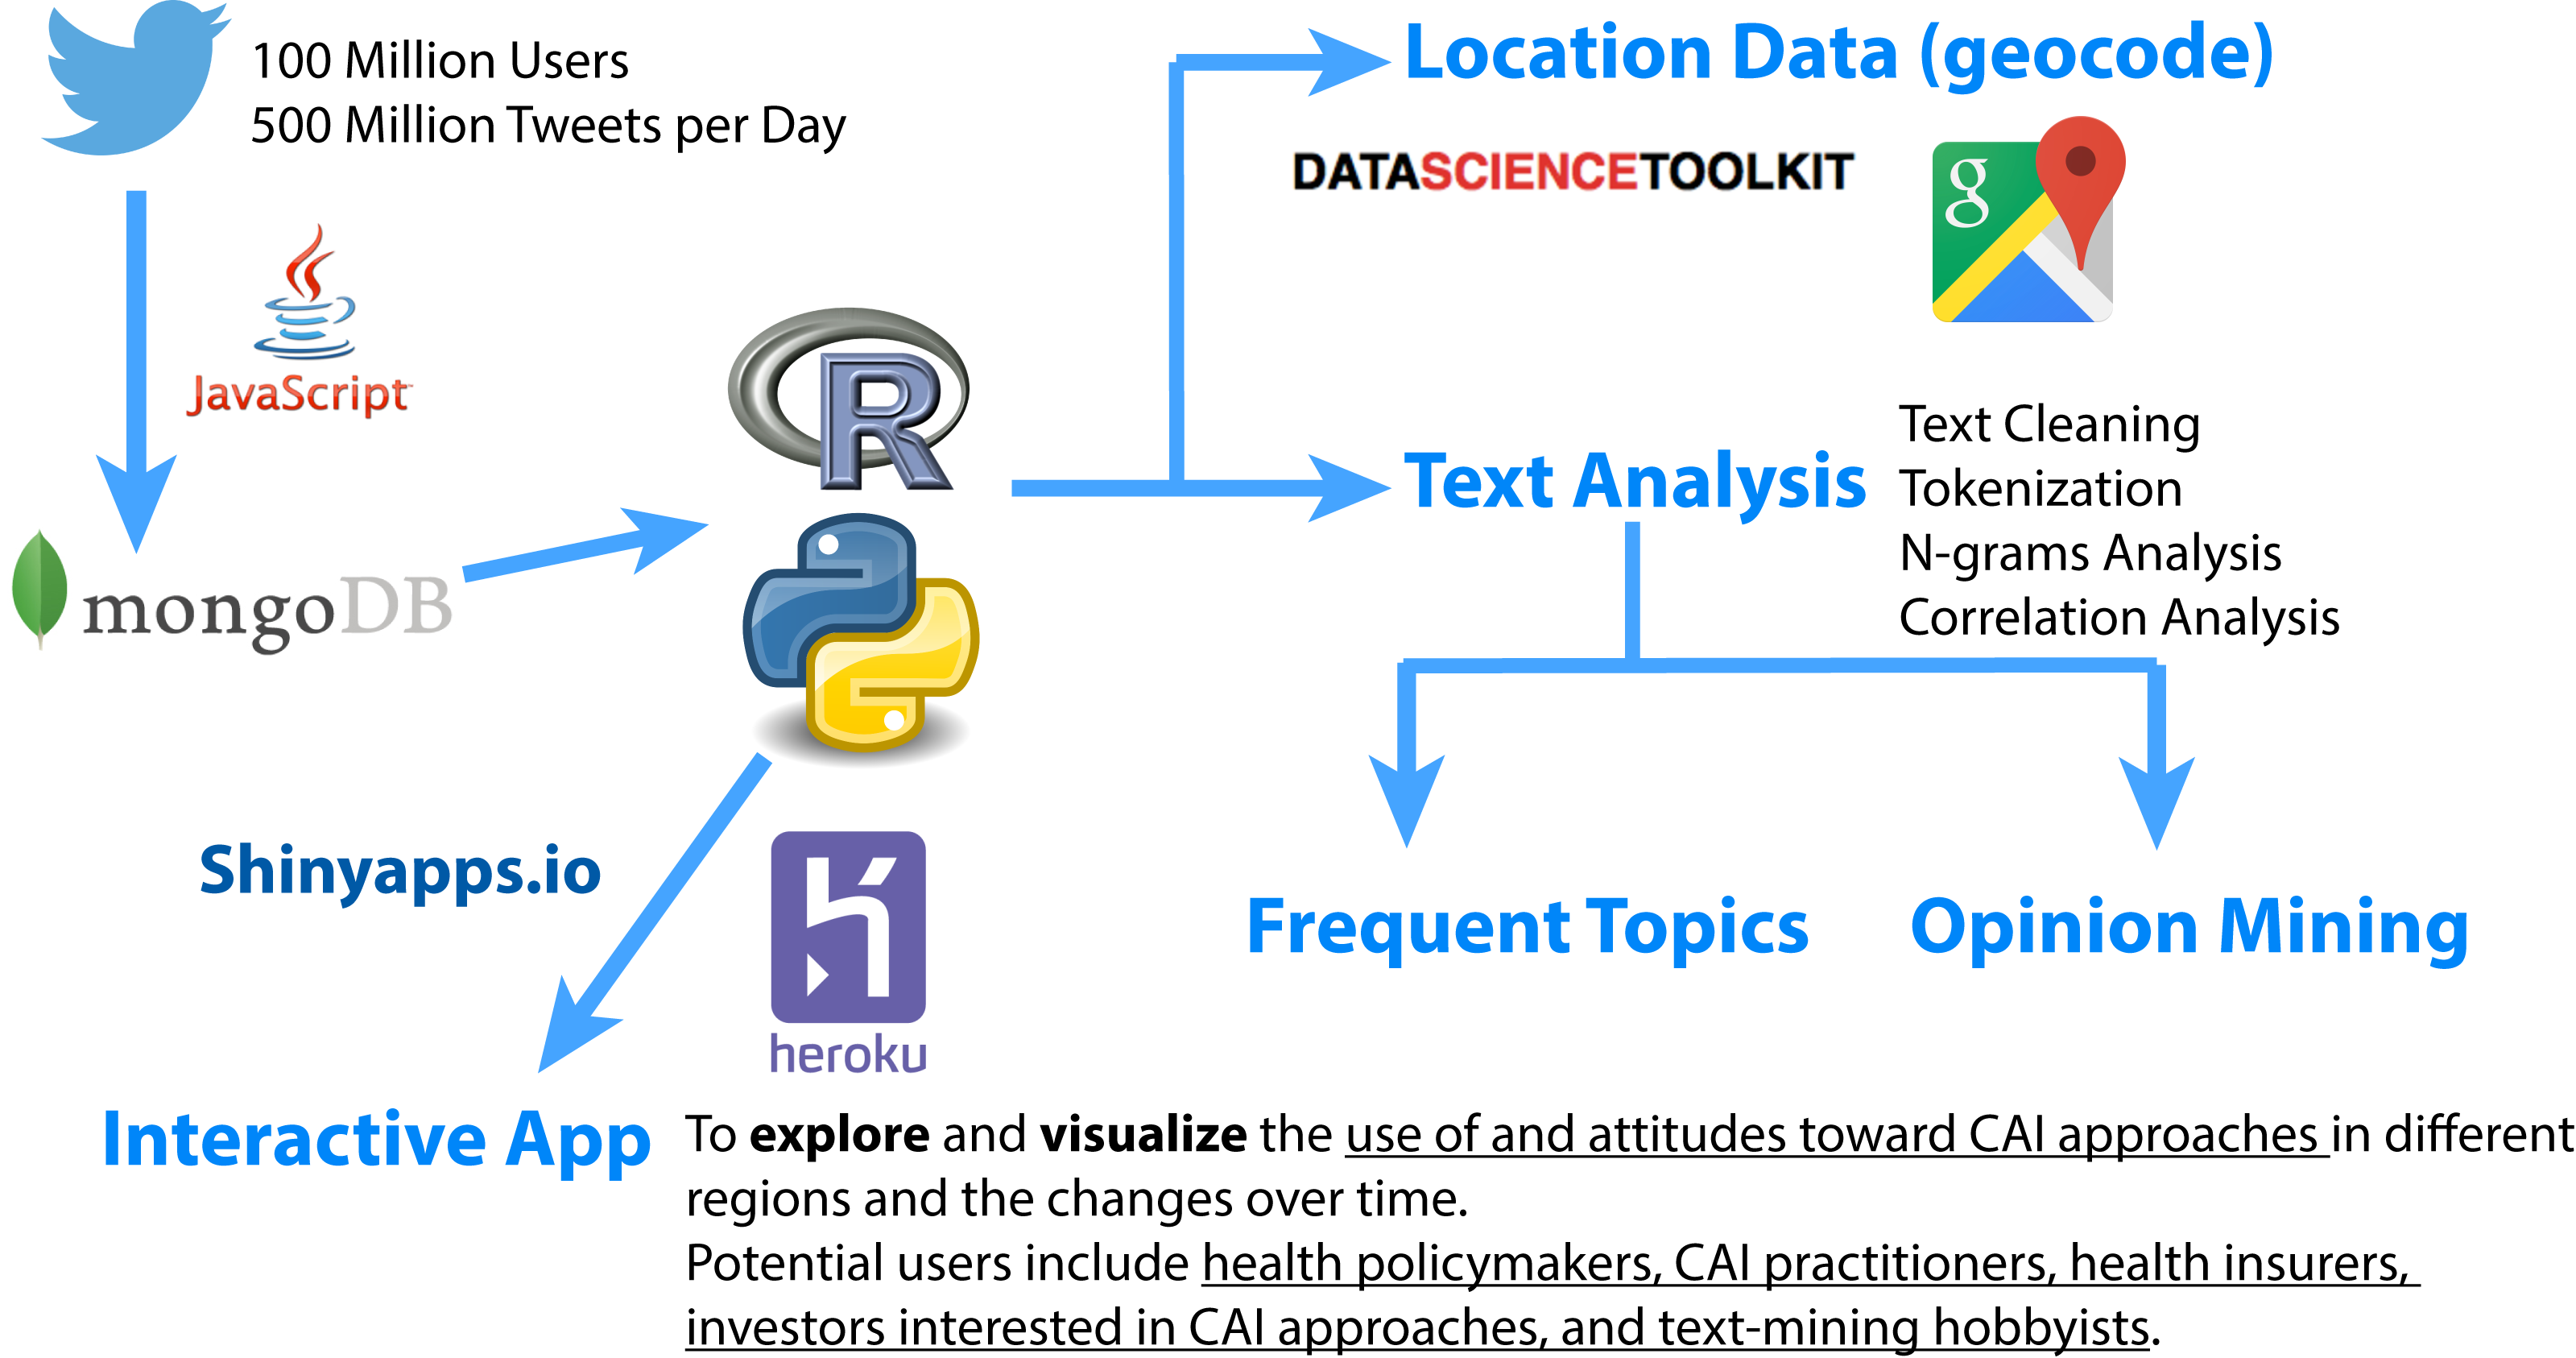 100 Million Users
500 Million Tweets per Day
JavaScript
mongoDB
R
Location Data (geocode)
DATASCIENCETOOLKIT
g
Text Analysis
Text Cleaning
Tokenization
N-grams Analysis
Correlation Analysis
Frequent Topics
Opinion Mining
Shinyapps.io
heroku
Interactive App
To explore and visualize the use of and attitudes toward CAI approaches in different
regions and the changes over time.
Potential users include health policymakers, CAI practitioners, health insurers,
investors interested in CAI approaches, and text-mining hobbyists.